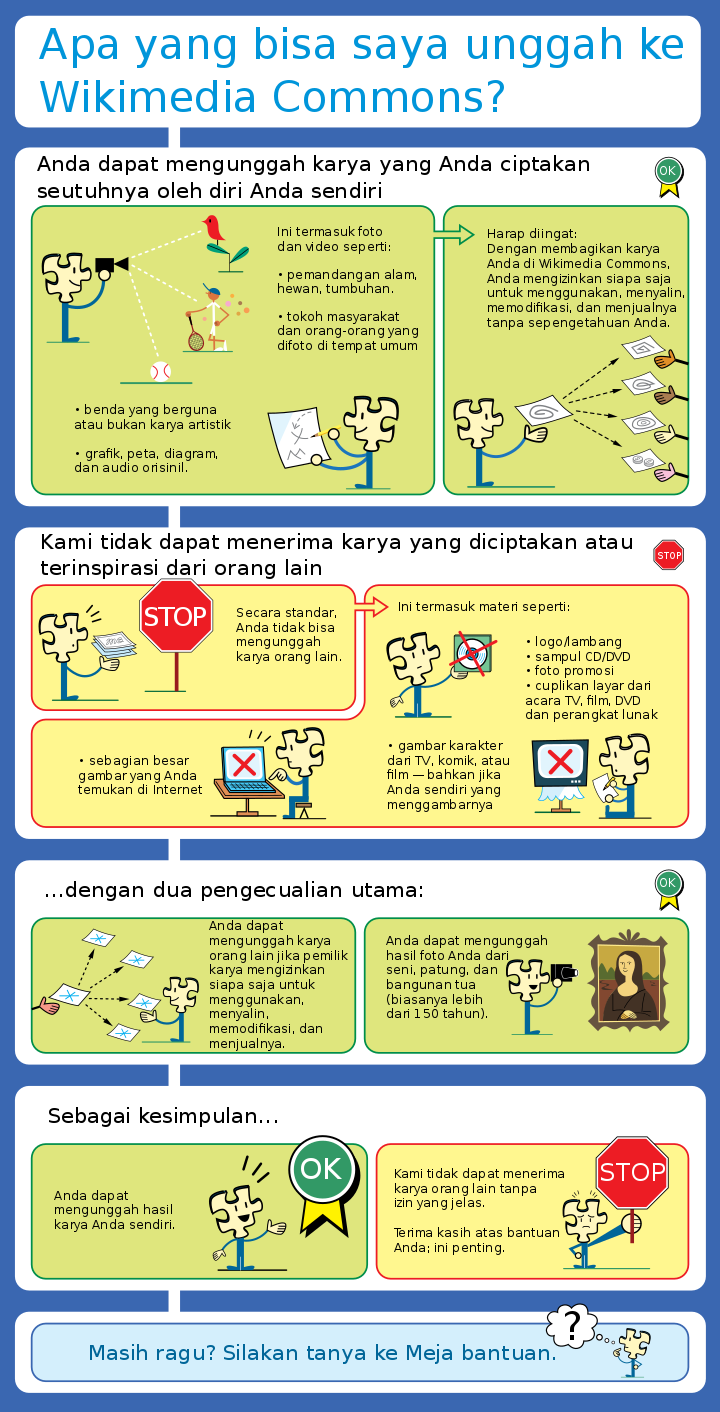 Apa yang bisa saya unggah ke
Wikimedia Commons?
Anda dapat mengunggah karya yang Anda ciptakan
seutuhnya oleh diri Anda sendiri
OK
Ini termasuk foto
dan video seperti:
• pemandangan alam,
hewan, tumbuhan.
• tokoh masyarakat
dan orang-orang yang
difoto di tempat umum
• benda yang berguna
atau bukan karya artistik
• grafik, peta, diagram,
dan audio orisinil.
Harap diingat:
Dengan membagikan karya
Anda di Wikimedia Commons,
Anda mengizinkan siapa saja
untuk menggunakan, menyalin,
memodifikasi, dan menjualnya
tanpa sepengetahuan Anda.
Kami tidak dapat menerima karya yang diciptakan atau
terinspirasi dari orang lain
STOP
STOP
Secara standar,
Anda tidak bisa
mengunggah
karya orang lain.
Ini termasuk materi seperti:
• logo/lambang
• sampul CD/DVD
• foto promosi
• cuplikan layar dari
acara TV, film, DVD
dan perangkat lunak
• sebagian besar
gambar yang Anda
temukan di Internet
• gambar karakter
dari TV, komik, atau
film — bahkan jika
Anda sendiri yang
menggambarnya
...dengan dua pengecualian utama:
OK
Anda dapat
mengunggah karya
orang lain jika pemilik
karya mengizinkan
siapa saja untuk
menggunakan,
menyalin,
memodifikasi, dan
menjualnya.
Anda dapat mengunggah
hasil foto Anda dari
seni, patung, dan
bangunan tua
(biasanya lebih
dari 150 tahun).
Sebagai kesimpulan...
Anda dapat
mengunggah hasil
karya Anda sendiri.
OK
Kami tidak dapat menerima
karya orang lain tanpa
izin yang jelas.
Terima kasih atas bantuan
Anda; ini penting.
STOP
Masih ragu? Silakan tanya ke Meja bantuan.
?